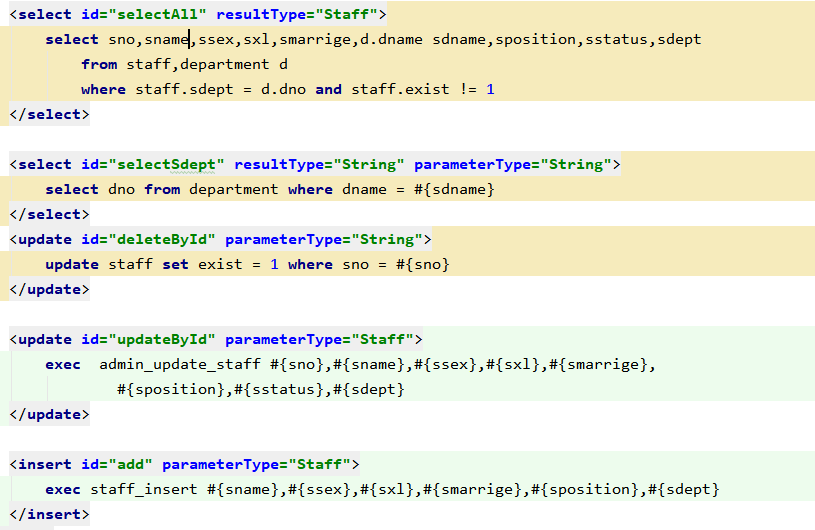 <select id="selectAll" resultType="Staff">
select sno,sname,ssex,sxl,smarrige,d.dname sdname,sposition,sstatus,sdept
from staff,department d
where staff.sdept = d.dno and staff.exist != 1
</select>
<select id="selectSdept" resultType="String" parameterType="String">
select dno from department where dname = #{sdname}
</select>
<update id="deleteById" parameterType="String">
update staff set exist = 1 where sno = #{sno}
</update>
<update id="updateById" parameterType="Staff">
exec  admin_update_staff #{sno},#{sname},#{ssex},#{sxl},#{smarrige},
#{sposition},#{sstatus},#{sdept}
</update>
<insert id="add" parameterType="Staff">
exec staff_insert #{sname},#{ssex},#{sxl},#{smarrige},#{sposition},#{sdept}
</insert>